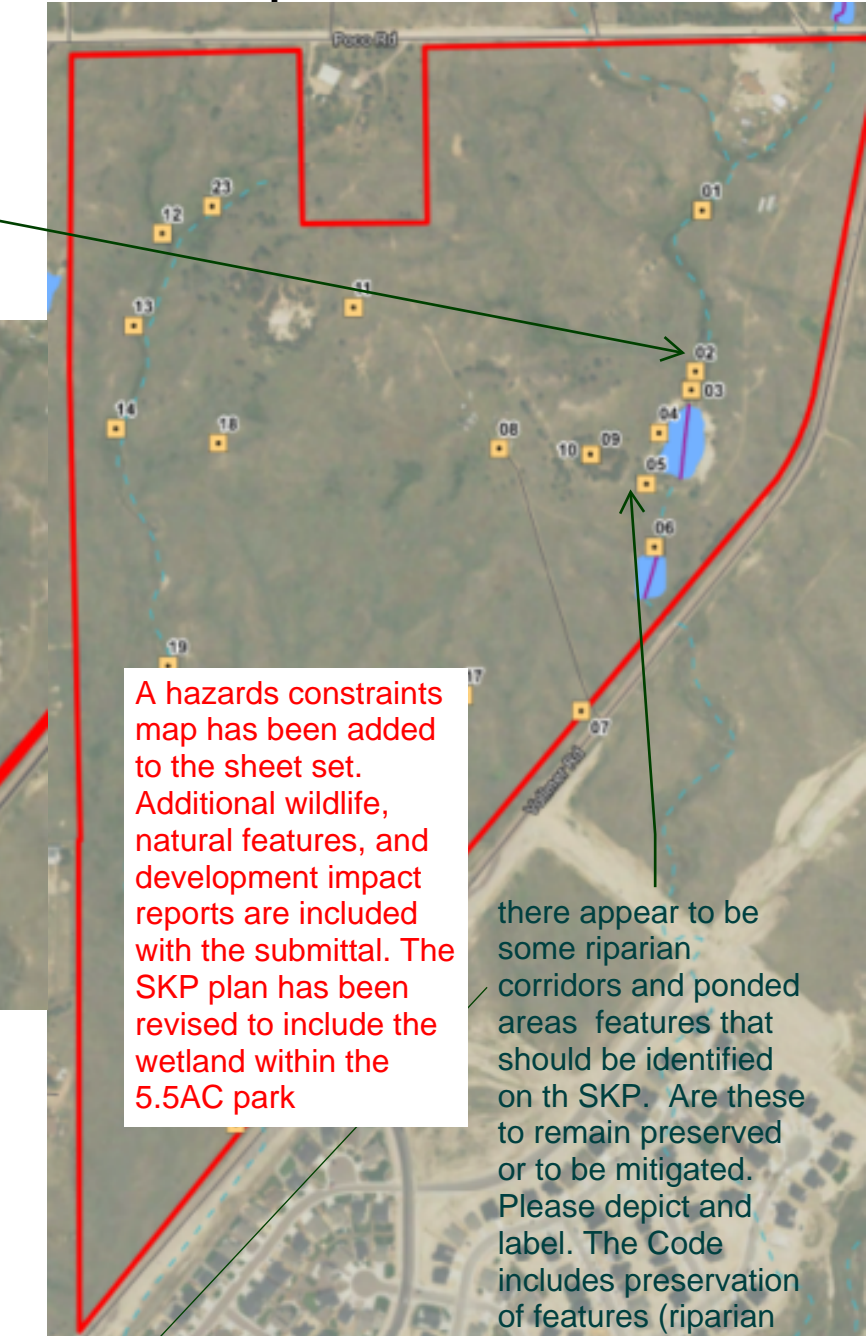 Poco Rd
23
12
01
11
13
02
03
14
18
04
08
10
09
05
06
19
17
07
Vollmer Rd
A hazards constraints
map has been added
to the sheet set.
Additional wildlife,
natural features, and
development impact
reports are included
with the submittal. The
SKP plan has been
revised to include the
wetland within the
5.5AC park
there appear to be
some riparian
corridors and ponded
areas  features that
should be identified
on th SKP.  Are these
to remain preserved
or to be mitigated.
Please depict and
label. The Code
includes preservation
of features (riparian